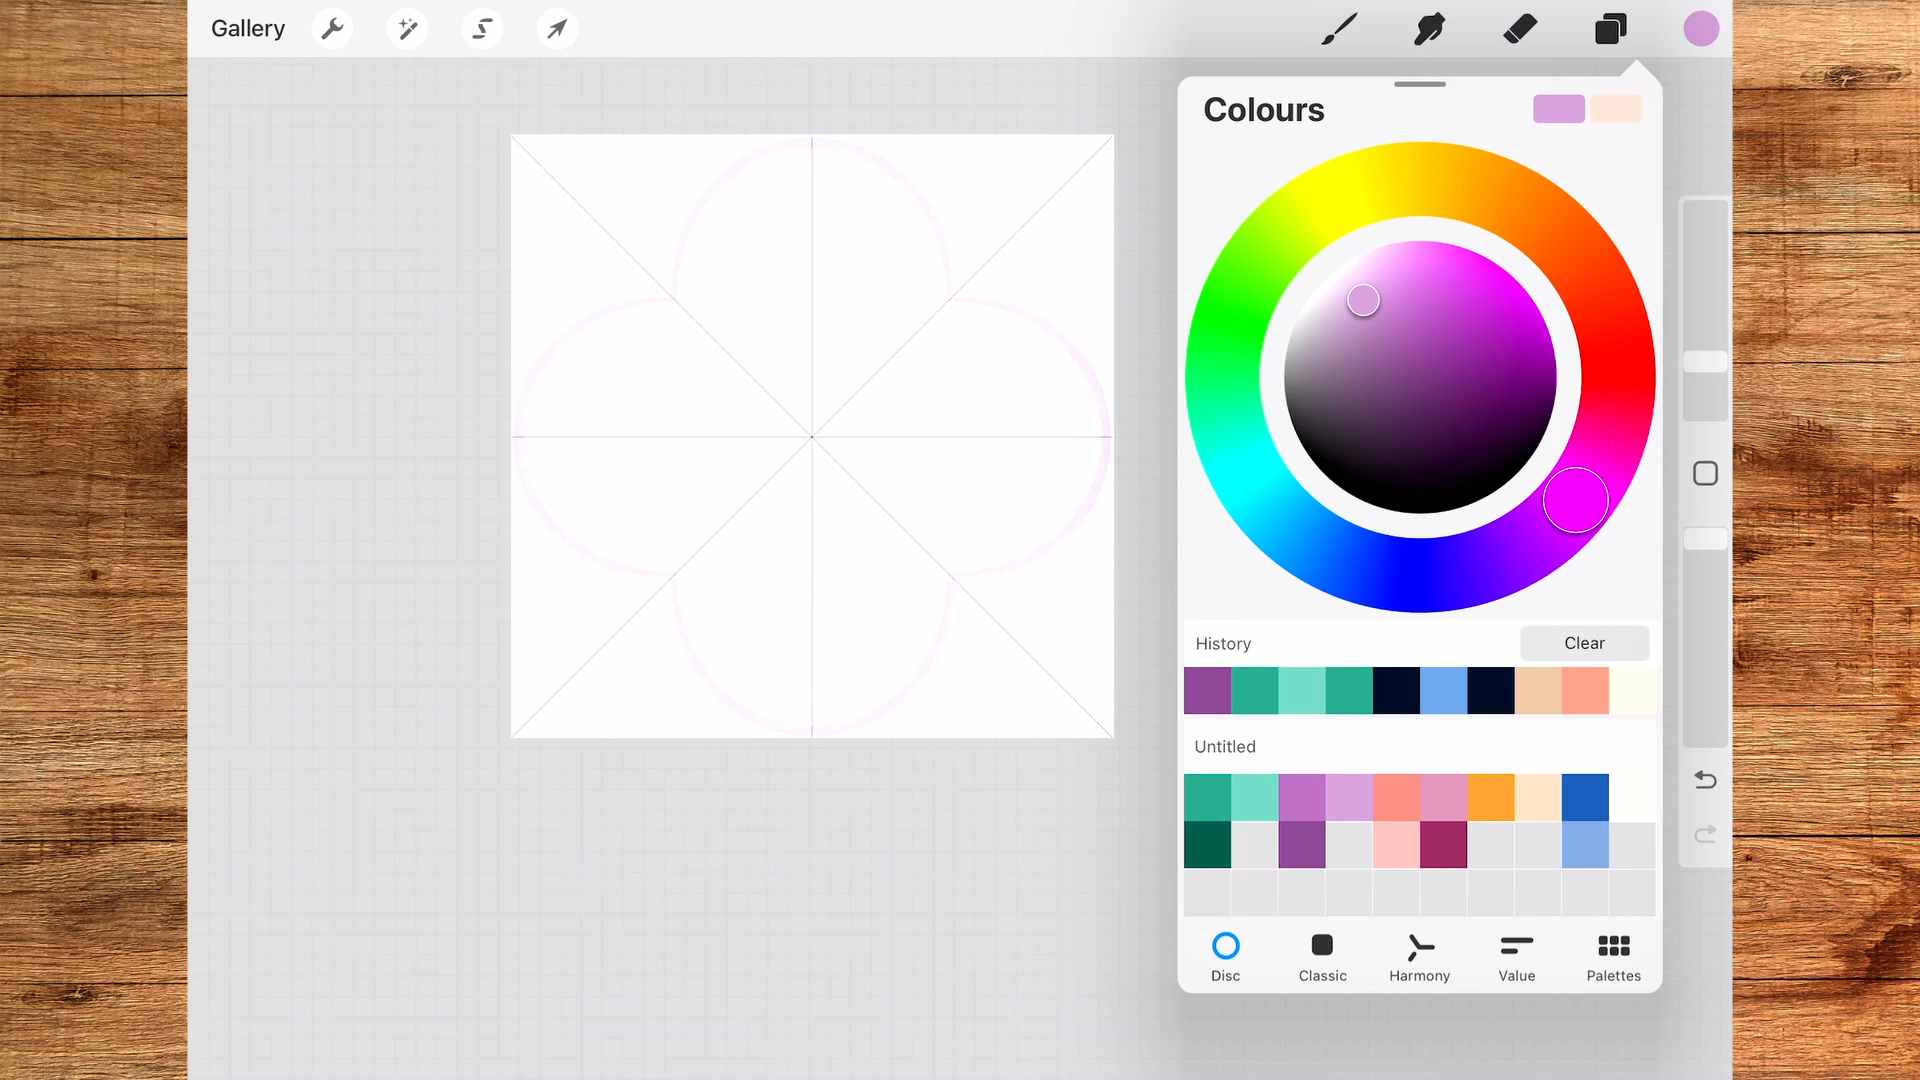 Gallery
Colours
History
Clear
Untitled
Disc
Classic
Harmony
Value
Palettes